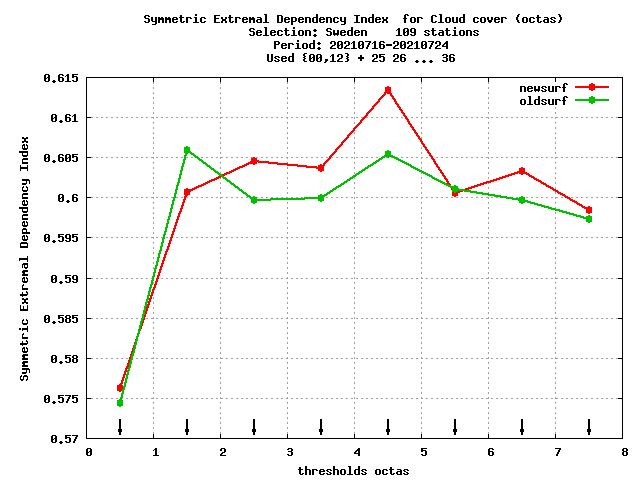 Symmetric Extremal Dependency Index  for Cloud cover (octas)
Selection: Sweden    109 stations
Period: 20210716-20210724
Used {00,12} + 25 26 ... 36
newsurf
oldsurf
0.615
0.61
0.605
0.6
0.595
0.59
0.585
0.58
0.575
0.57
Symmetric Extremal Dependency Index
0 1 2 3 4 5 6 7 8
thresholds octas